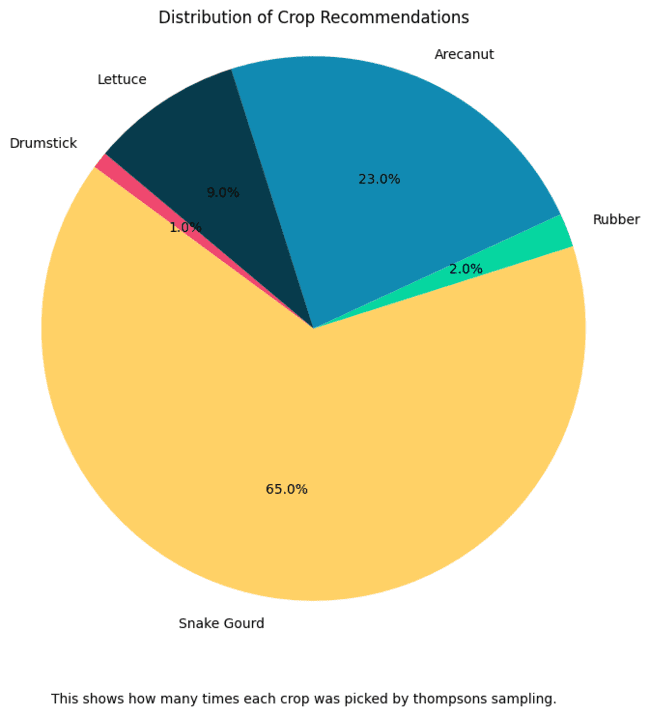 Distribution of Crop Recommendations
Arecanut
Lettuce
Drumstick
23.0%
9.0%
Rubber
1.0%
2.0%
65.0%
Snake Gourd
This shows how many times each crop was picked by thompsons sampling.